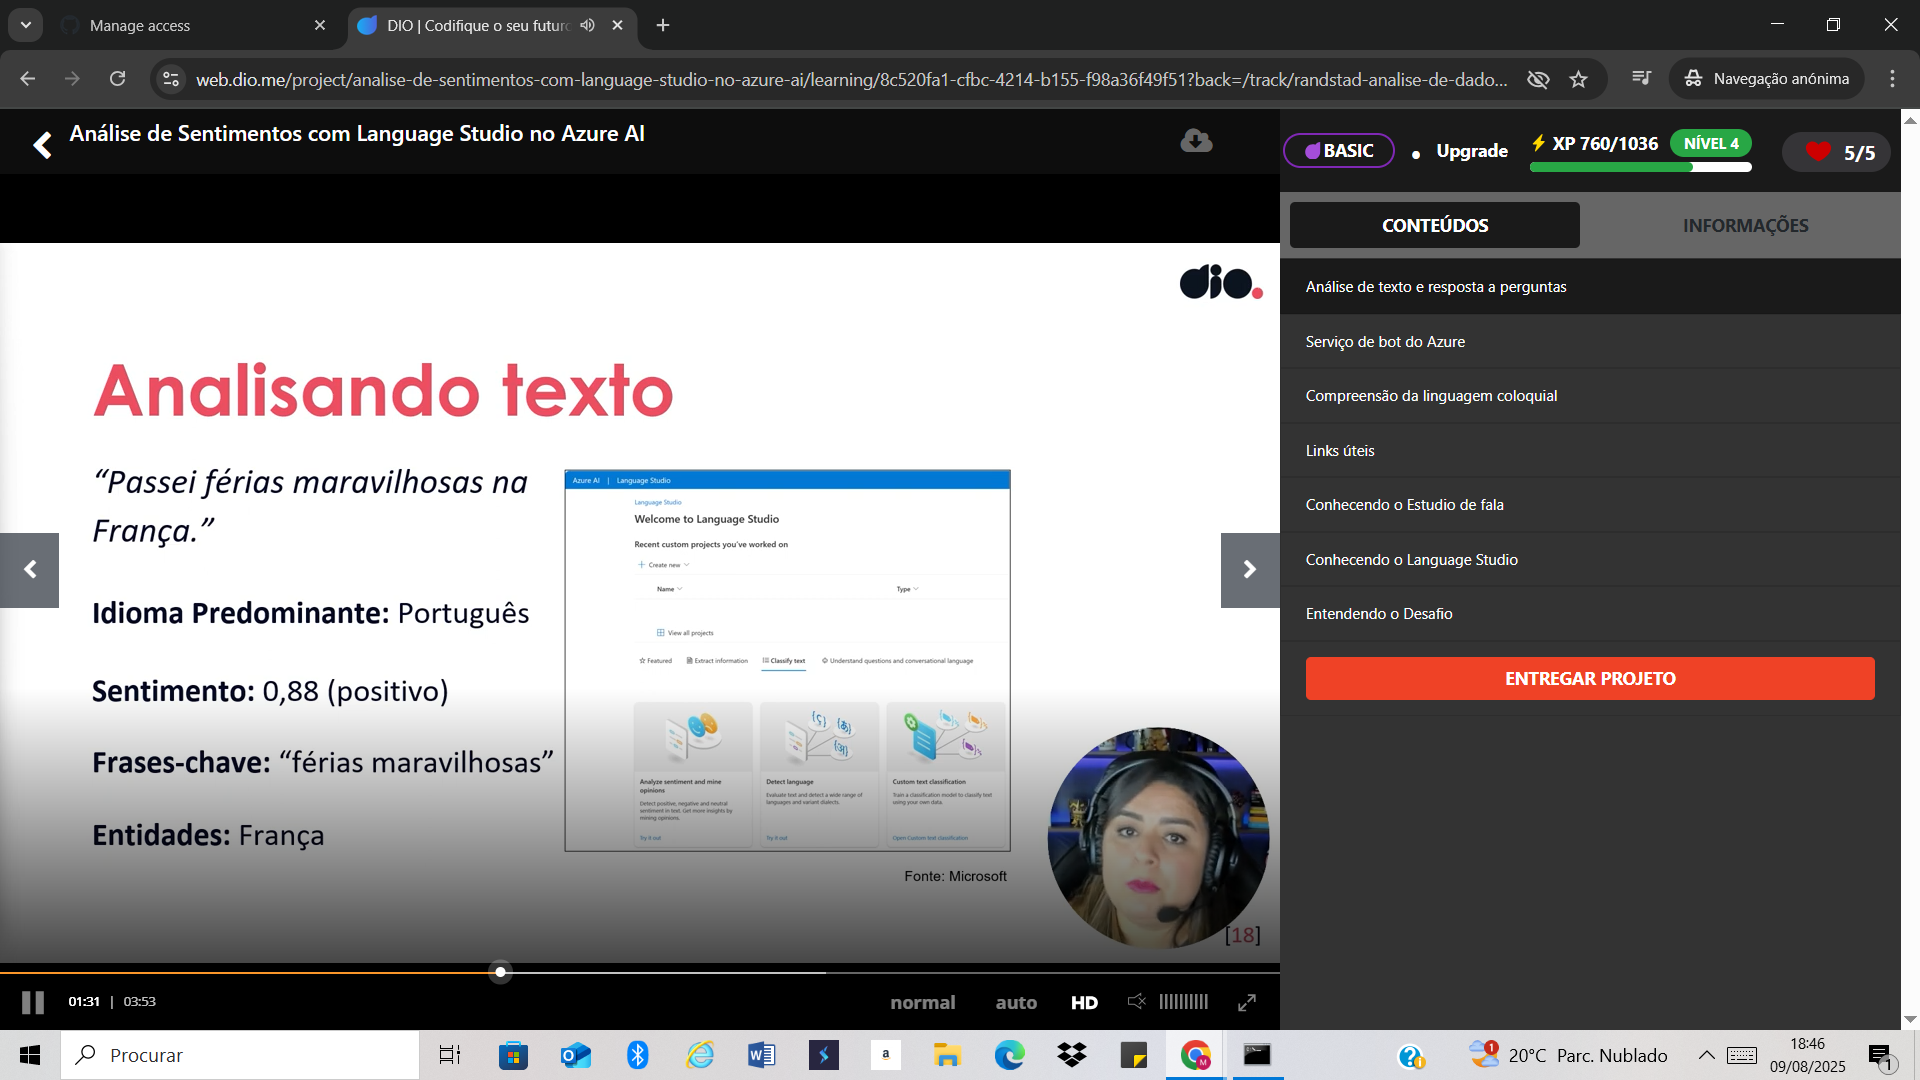 Manage access
DIO | Codifique o seu futuro
web.dio.me/project/analise-de-sentimentos-com-language-studio-no-azure-ai/learning/8c520fa1-cfbc-4214-b155-f98a36f49f51?back=/track/randstad-analise-de-dado...
Navegação anónima
Análise de Sentimentos com Language Studio no Azure AI
BASIC
Upgrade
XP 760/1036
NÍVEL 4
5/5
CONTEÚDOS
INFORMAÇÕES
dio.
Analisando texto
“Passei férias maravilhosas na
França.”
Idioma Predominante: Português
Sentimento: 0,88 (positivo)
Frases-chave: “férias maravilhosas”
Entidades: França
Azure AI | Language Studio
Language Studio
Welcome to Language Studio
Recent custom projects you've worked on
Create new
Name
Type
View all projects
Featured
Extract information
Classify text
Understand questions and conversational language
Analyze sentiment and mine
opinions
Detect positive, negative and neutral
sentiment in text. Get more insights by
mining opinions.
Try it out
Detect language
Evaluate text and detect a wide range of
languages and variant dialects.
Try it out
Custom text classification
Train a classification model to classify text
using your own data.
Open Custom text classification
Fonte: Microsoft
[18]
Análise de texto e resposta a perguntas
Serviço de bot do Azure
Compreensão da linguagem coloquial
Links úteis
Conhecendo o Estudio de fala
Conhecendo o Language Studio
Entendendo o Desafio
ENTREGAR PROJETO
01:31 | 03:53
normal
auto
HD
Procurar
a
M
1
20°C Parc. Nublado
18:46
09/08/2025
1